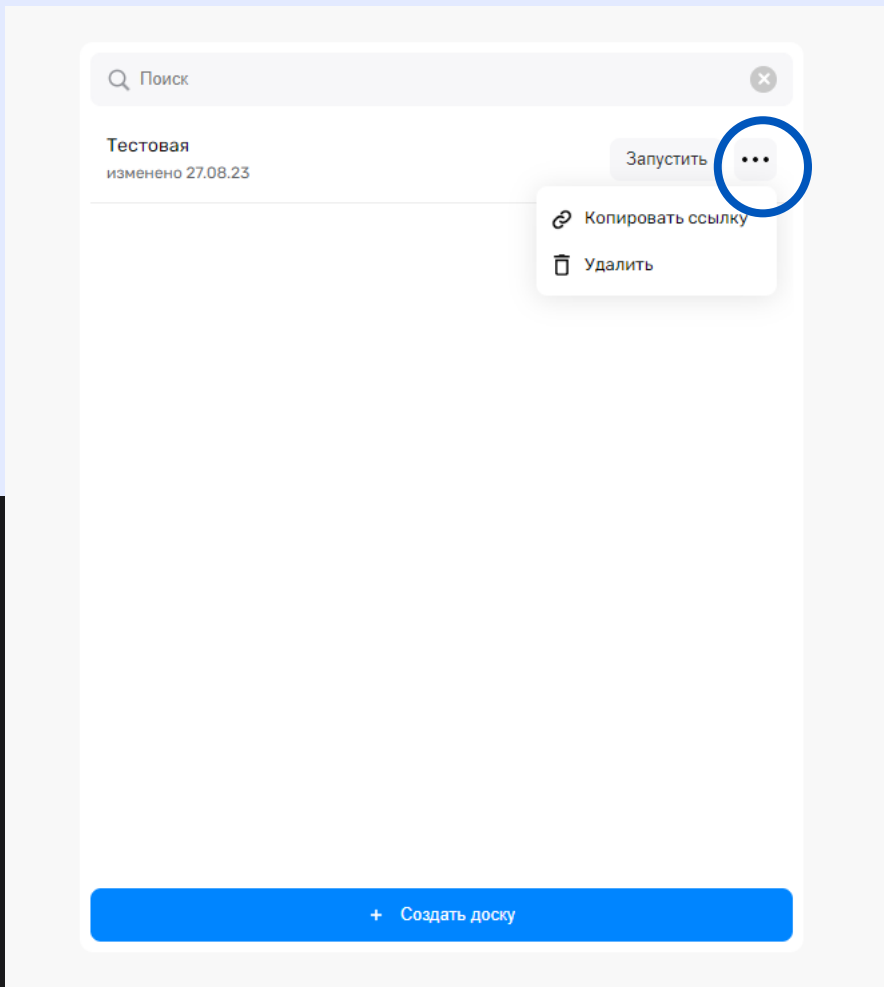 Поиск
Тестовая
изменено 27.08.23
Запустить
Копировать ссылку
Удалить
+ Создать доску